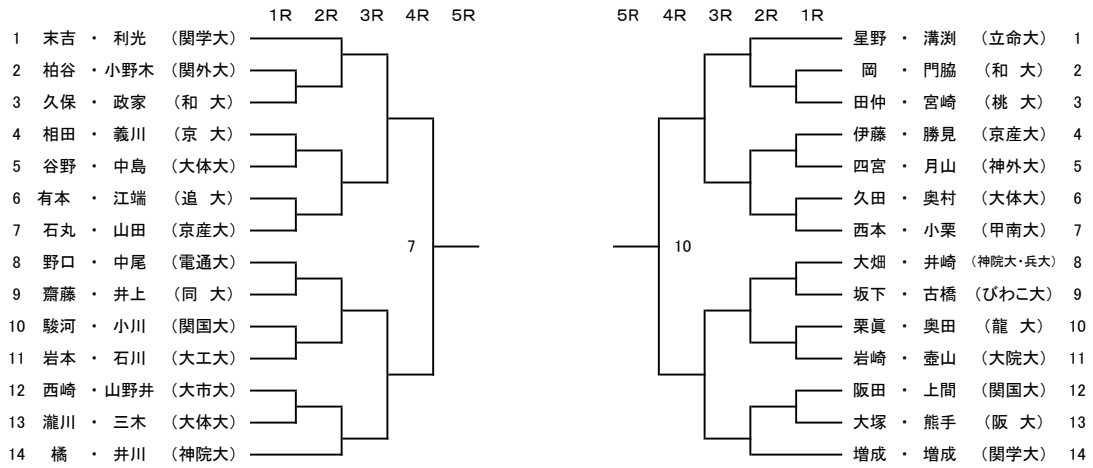 1R 2R 3R 4R 5R
1 末吉 ・ 利光 (関学大)
2 柏谷 ・ 小野木 (関外大)
3 久保 ・ 政家 (和 大)
4 相田 ・ 義川 (京 大)
5 谷野 ・ 中島 (大体大)
6 有本 ・ 江端 (追 大)
7 石丸 ・ 山田 (京産大)
7
8 野口 ・ 中尾 (電通大)
9 齋藤 ・ 井上 (同 大)
10 駿河 ・ 小川 (関国大)
11 岩本 ・ 石川 (大工大)
12 西崎 ・ 山野井 (大市大)
13 瀧川 ・ 三木 (大体大)
14 橘 ・ 井川 (神院大)
5R 4R 3R 2R 1R
星野 ・ 溝渕 (立命大) 1
岡 ・ 門脇 (和 大) 2
田仲 ・ 宮崎 (桃 大) 3
伊藤 ・ 勝見 (京産大) 4
四宮 ・ 月山 (神外大) 5
久田 ・ 奥村 (大体大) 6
西本 ・ 小栗 (甲南大) 7
10
大畑 ・ 井崎 (神院大・兵大) 8
坂下 ・ 古橋 (びわこ大) 9
栗眞 ・ 奥田 (龍 大) 10
岩崎 ・ 壺山 (大院大) 11
阪田 ・ 上間 (関国大) 12
大塚 ・ 熊手 (阪 大) 13
増成 ・ 増成 (関学大) 14